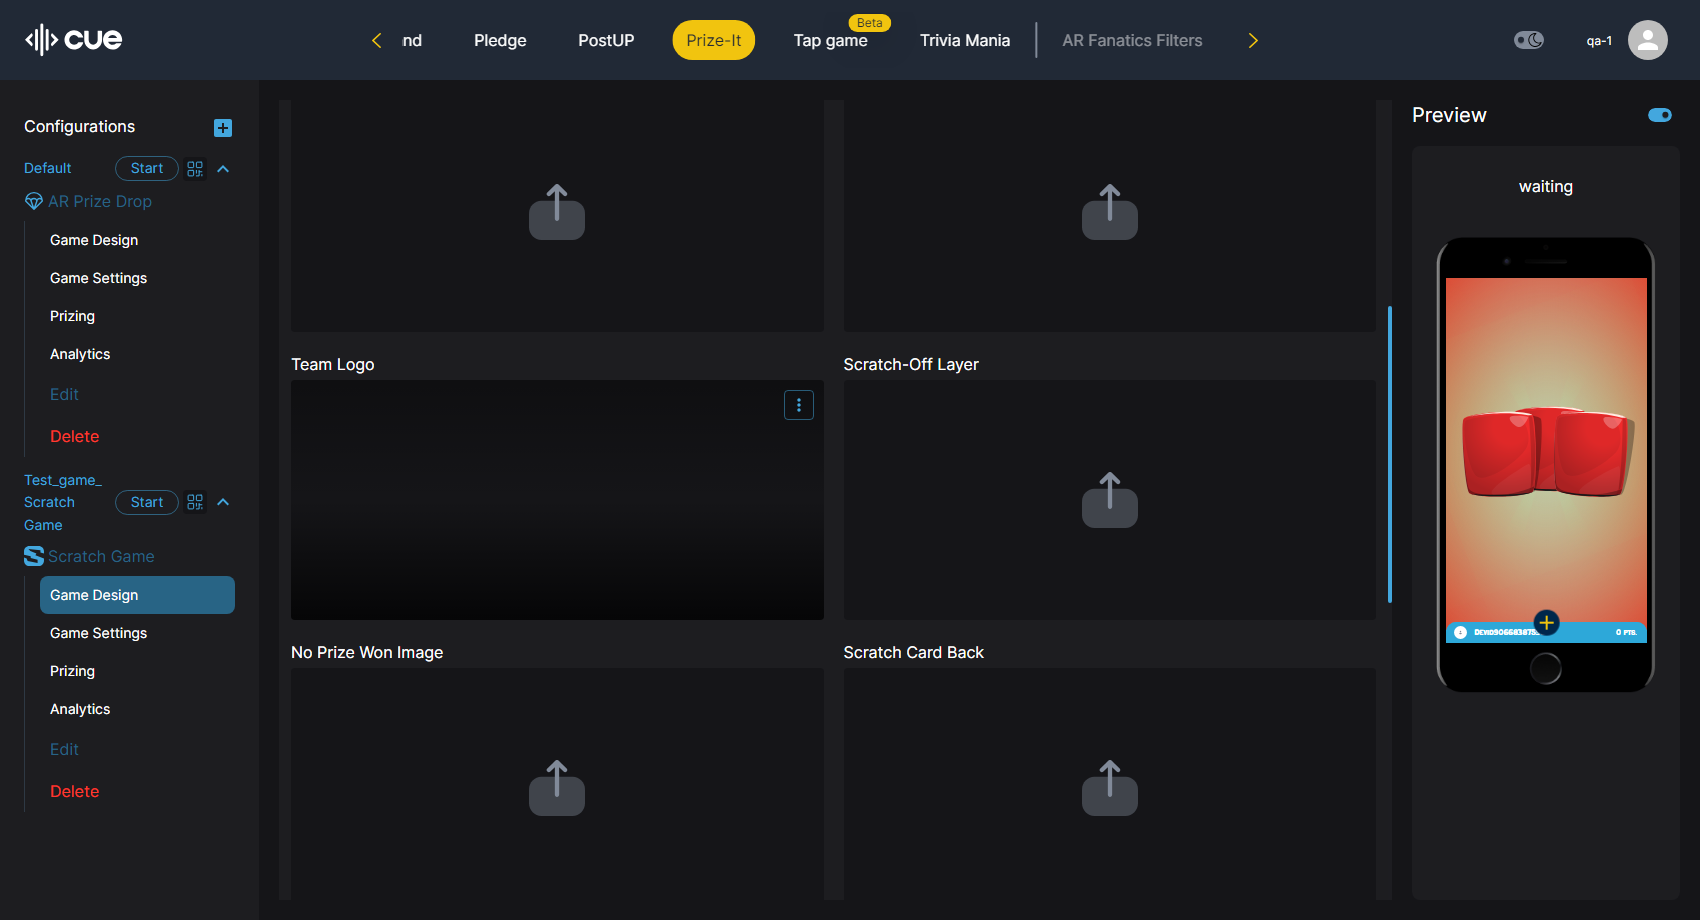 cue
nd
Pledge
PostUP
Prize-It
Beta
Tap game
Trivia Mania
AR Fanatics Filters
qa-1
Configurations
Default
Start
AR Prize Drop
Game Design
Game Settings
Prizing
Analytics
Edit
Delete
Test_game_
Scratch
Game
Start
Scratch Game
Game Design
Game Settings
Prizing
Analytics
Edit
Delete
Team Logo
Scratch-Off Layer
No Prize Won Image
Scratch Card Back
Preview
waiting
0 PTS.